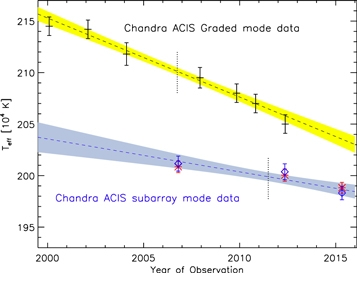 Chandra ACIS Graded mode data
215
210
205
200
195
T_eff [10^4 K]
Chandra ACIS subarray mode data
2000 2005 2010 2015
Year of Observation